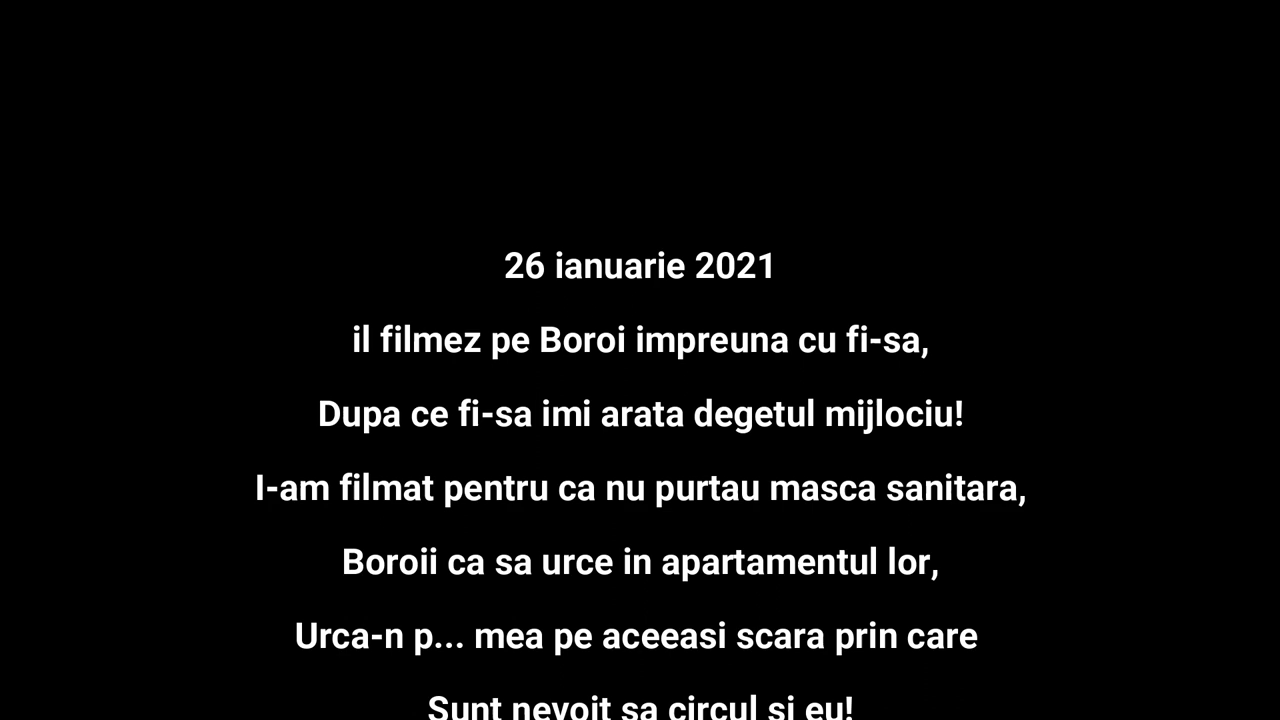 26 ianuarie 2021
il filmez pe Boroi impreuna cu fi-sa,
Dupa ce fi-sa imi arata degetul mijlociu!
I-am filmat pentru ca nu purtau masca sanitara,
Boroii ca sa urce in apartamentul lor,
Urca-n p... mea pe aceeasi scara prin care
Sunt nevoit sa circul si eu!